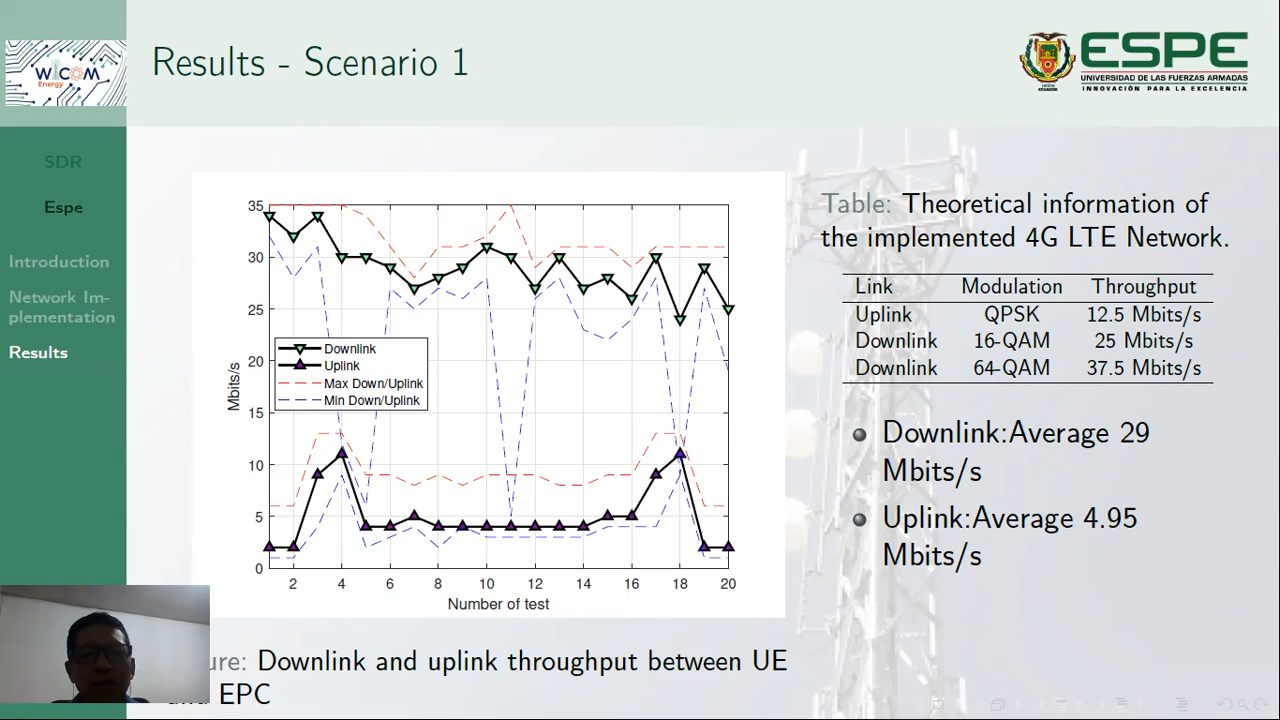 Results - Scenario 1
WICOM
Energy
ESPE
UNIVERSIDAD DE LAS FUERZAS ARMADAS
INNOVACIÓN PARA LA EXCELENCIA
ECUADOR
SDR
Espe
Introduction
Network Im-
plementation
Results
35
30
25
20
15
10
5
0
Mbits/s
Downlink
Uplink
Max Down/Uplink
Min Down/Uplink
2 4 6 8 10 12 14 16 18 20
Number of test
ure: Downlink and uplink throughput between UE
EPC
Table: Theoretical information of
the implemented 4G LTE Network.
Link Modulation Throughput
Uplink QPSK 12.5 Mbits/s
Downlink 16-QAM 25 Mbits/s
Downlink 64-QAM 37.5 Mbits/s
Downlink:Average 29
Mbits/s
Uplink:Average 4.95
Mbits/s